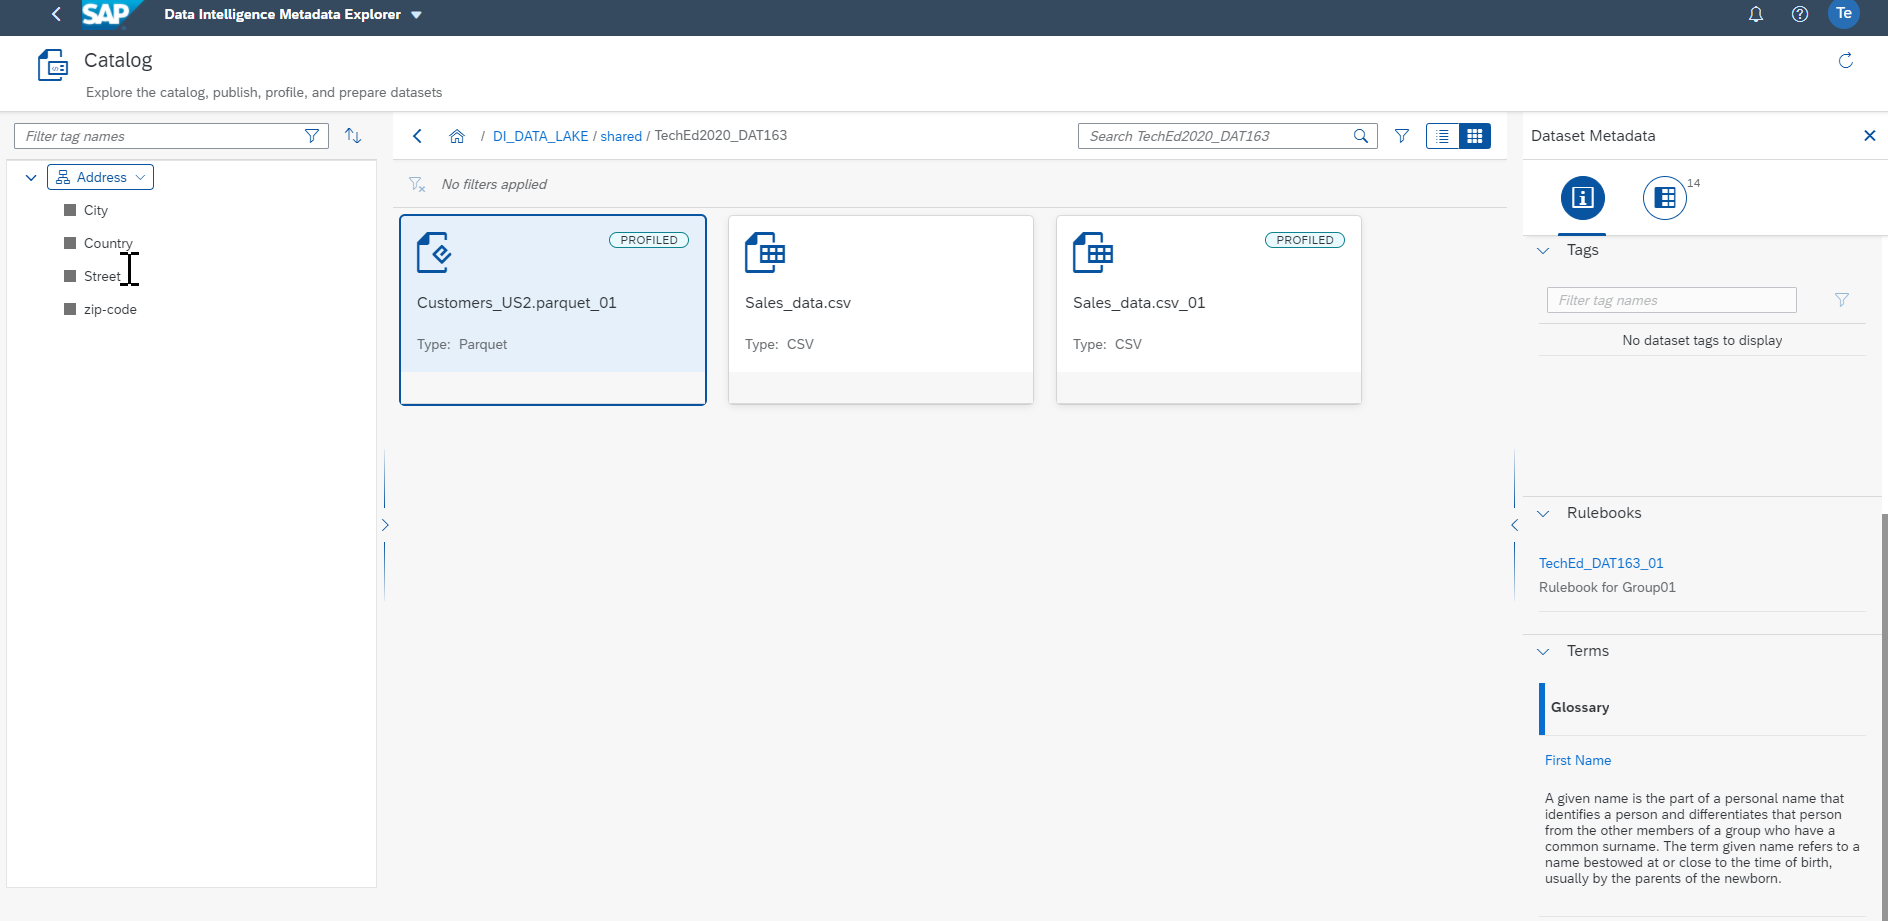 SAP
Data Intelligence Metadata Explorer
Te
Catalog
Explore the catalog, publish, profile, and prepare datasets
Filter tag names
Address
City
Country
Street
zip-code
/ DI_DATA_LAKE / shared / TechEd2020_DAT163
Search TechEd2020_DAT163
No filters applied
PROFILED
Customers_US2.parquet_01
Type: Parquet
Sales_data.csv
Type: CSV
PROFILED
Sales_data.csv_01
Type: CSV
Dataset Metadata
14
Tags
Filter tag names
No dataset tags to display
Rulebooks
TechEd_DAT163_01
Rulebook for Group01
Terms
Glossary
First Name
A given name is the part of a personal name that
identifies a person and differentiates that person
from the other members of a group who have a
common surname. The term given name refers to a
name bestowed at or close to the time of birth,
usually by the parents of the newborn.